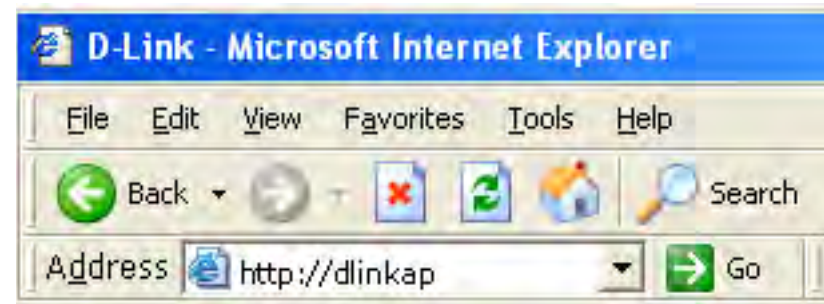 D-Link - Microsoft Internet Explorer
File Edit View Favorites Tools Help
Back Search
Address http://dlinkap Go